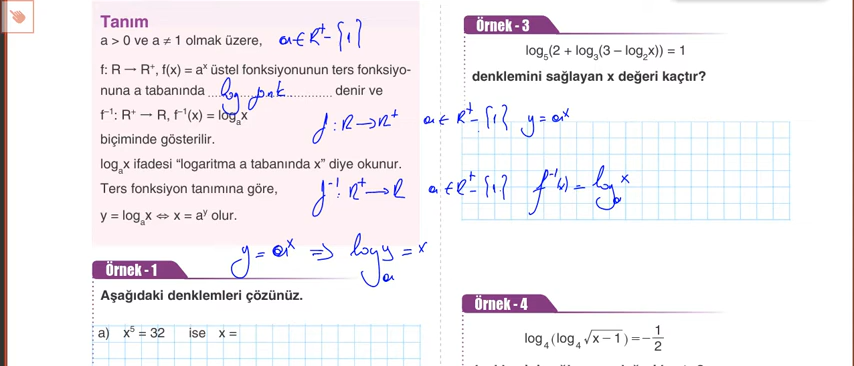 Tanım
a > 0 ve a ≠ 1 olmak üzere, a ∈ R⁺ - {1}
f: R → R⁺, f(x) = aˣ üstel fonksiyonunun ters fonksiyo-
nuna a tabanında log fonk denir ve
f⁻¹: R⁺ → R, f⁻¹(x) = logₐx
biçiminde gösterilir.
logₐx ifadesi “logaritma a tabanında x” diye okunur.
Ters fonksiyon tanımına göre,
y = logₐx ⇔ x = aʸ olur.
f : R → R⁺ a ∈ R⁺ - {1} y = aˣ
f⁻¹ : R⁺ → R a ∈ R⁺ - {1} f⁻¹(x) = logₐx
y = aˣ ⇒ logₐy = x
Örnek - 1
Aşağıdaki denklemleri çözünüz.
a) x⁵ = 32 ise x =
Örnek - 3
log₅(2 + log₃(3 – log₂x)) = 1
denklemini sağlayan x değeri kaçtır?
Örnek - 4
log₄(log₄√(x – 1)) = –1/2